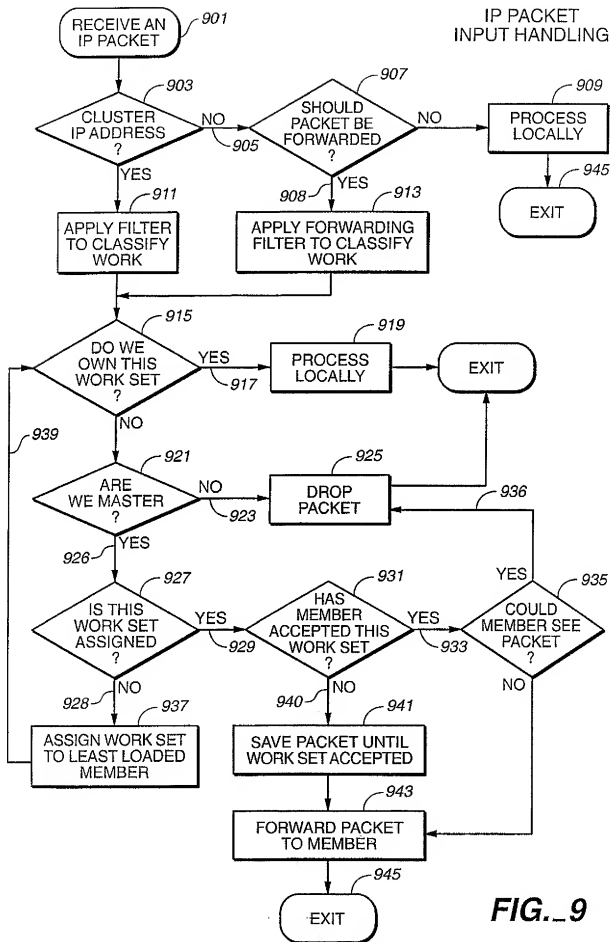 RECEIVE AN
IP PACKET
901
IP PACKET
INPUT HANDLING
903
CLUSTER
IP ADDRESS
?
NO
905
YES
907
SHOULD
PACKET BE
FORWARDED
?
NO
908
YES
909
PROCESS
LOCALLY
945
EXIT
911
APPLY FILTER
TO CLASSIFY
WORK
913
APPLY FORWARDING
FILTER TO CLASSIFY
WORK
915
DO WE
OWN THIS
WORK SET
?
YES
917
NO
919
PROCESS
LOCALLY
EXIT
939
921
ARE
WE MASTER
?
NO
923
926
YES
925
DROP
PACKET
936
927
IS THIS
WORK SET
ASSIGNED
?
YES
929
928
NO
931
HAS
MEMBER
ACCEPTED THIS
WORK SET
?
YES
933
940
NO
YES
935
COULD
MEMBER SEE
PACKET
?
NO
937
ASSIGN WORK SET
TO LEAST LOADED
MEMBER
941
SAVE PACKET UNTIL
WORK SET ACCEPTED
943
FORWARD PACKET
TO MEMBER
945
EXIT
FIG._9